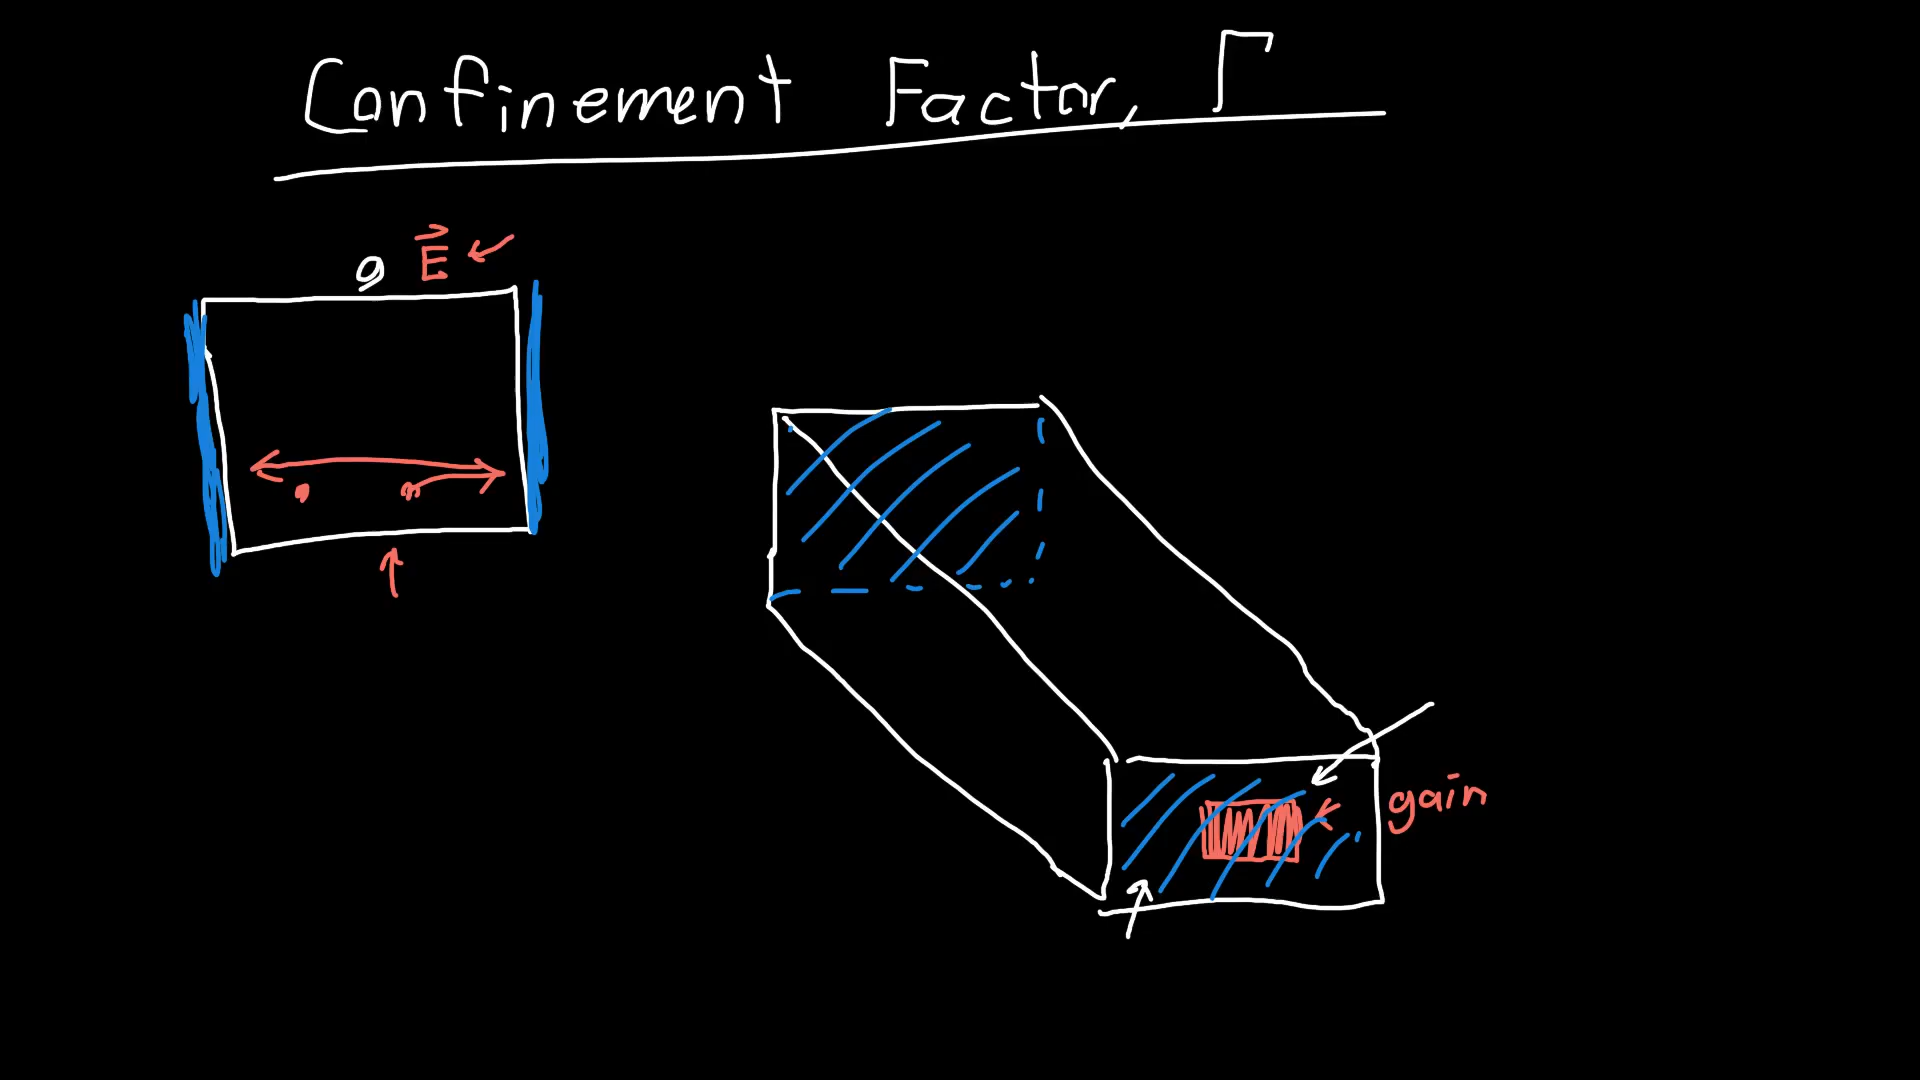 Confinement Factor, Γ
g E⃗
gain